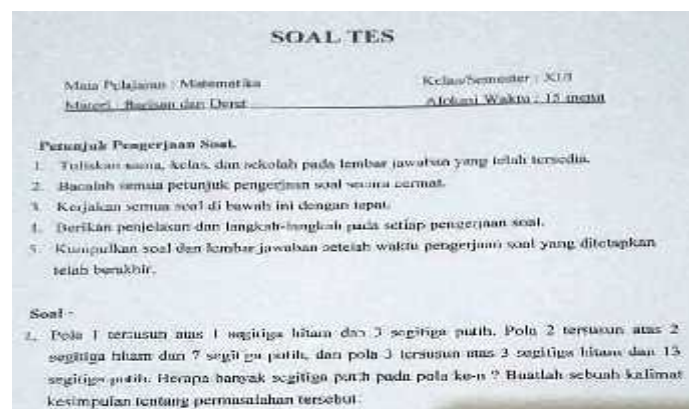 SOAL TES
Mata Pelajaran : Matematika
Kelas/Semester : XI/1
Materi : Barisan dan Deret
Alokasi Waktu : 15 menit
Petunjuk Pengerjaan Soal.
1. Tuliskan nama, kelas, dan sekolah pada lembar jawaban yang telah tersedia.
2. Bacalah semua petunjuk pengerjaan soal secara cermat.
3. Kerjakan semua soal di bawah ini dengan tepat.
4. Berikan penjelasan dan langkah-langkah pada setiap pengerjaan soal.
5. Kumpulkan soal dan lembar jawaban setelah waktu pengerjaan soal yang ditetapkan
telah berakhir.
Soal :
Pola 1 tersusun atas 1 segitiga hitam dan 3 segitiga putih. Pola 2 tersusun atas 2
segitiga hitam dan 7 segitiga putih, dan pola 3 tersusun atas 3 segitiga hitam dan 13
segitiga putih. Berapa banyak segitiga putih pada pola ke-n ? Buatlah sebuah kalimat
kesimpulan tentang permasalahan tersebut.